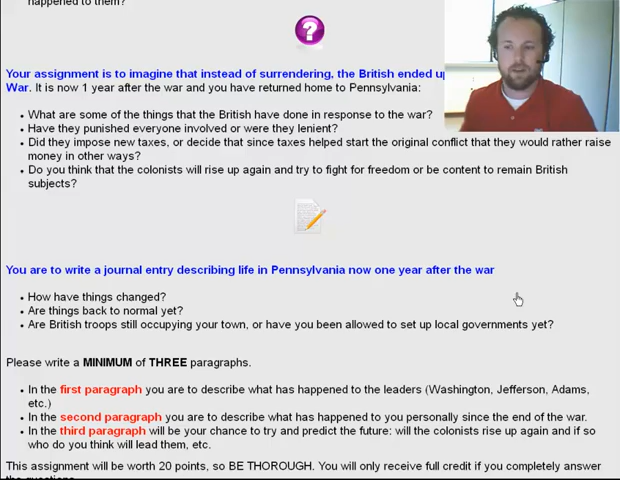 happened to them?
?
Your assignment is to imagine that instead of surrendering, the British ended
War. It is now 1 year after the war and you have returned home to Pennsylvania:
• What are some of the things that the British have done in response to the war?
• Have they punished everyone involved or were they lenient?
• Did they impose new taxes, or decide that since taxes helped start the original conflict that they would rather raise
money in other ways?
• Do you think that the colonists will rise up again and try to fight for freedom or be content to remain British
subjects?
You are to write a journal entry describing life in Pennsylvania now one year after the war
• How have things changed?
• Are things back to normal yet?
• Are British troops still occupying your town, or have you been allowed to set up local governments yet?
Please write a MINIMUM of THREE paragraphs.
• In the first paragraph you are to describe what has happened to the leaders (Washington, Jefferson, Adams,
etc.)
• In the second paragraph you are to describe what has happened to you personally since the end of the war.
• In the third paragraph will be your chance to try and predict the future: will the colonists rise up again and if so
who do you think will lead them, etc.
This assignment will be worth 20 points, so BE THOROUGH. You will only receive full credit if you completely answer